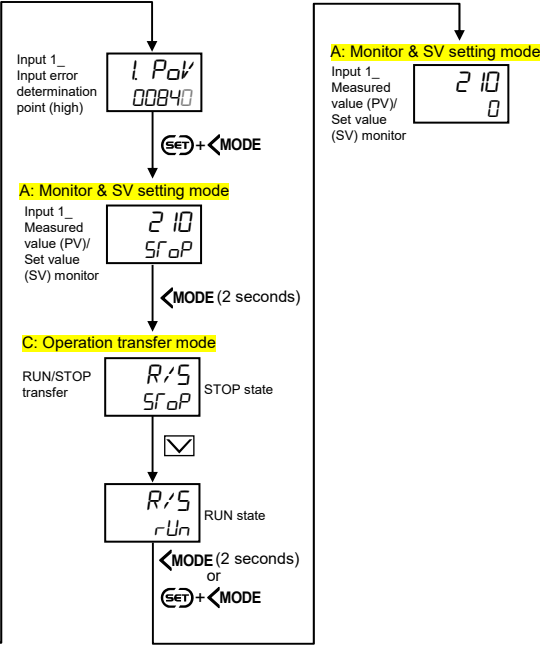 Input 1_
Input error
determination
point (high)
1. PoV
00840
SET + <MODE
A: Monitor & SV setting mode
Input 1_
Measured
value (PV)/
Set value
(SV) monitor
210
SToP
<MODE (2 seconds)
C: Operation transfer mode
RUN/STOP
transfer
R/S
SToP
STOP state
R/S
rUn
RUN state
<MODE (2 seconds)
or
SET + <MODE
A: Monitor & SV setting mode
Input 1_
Measured
value (PV)/
Set value
(SV) monitor
210
0